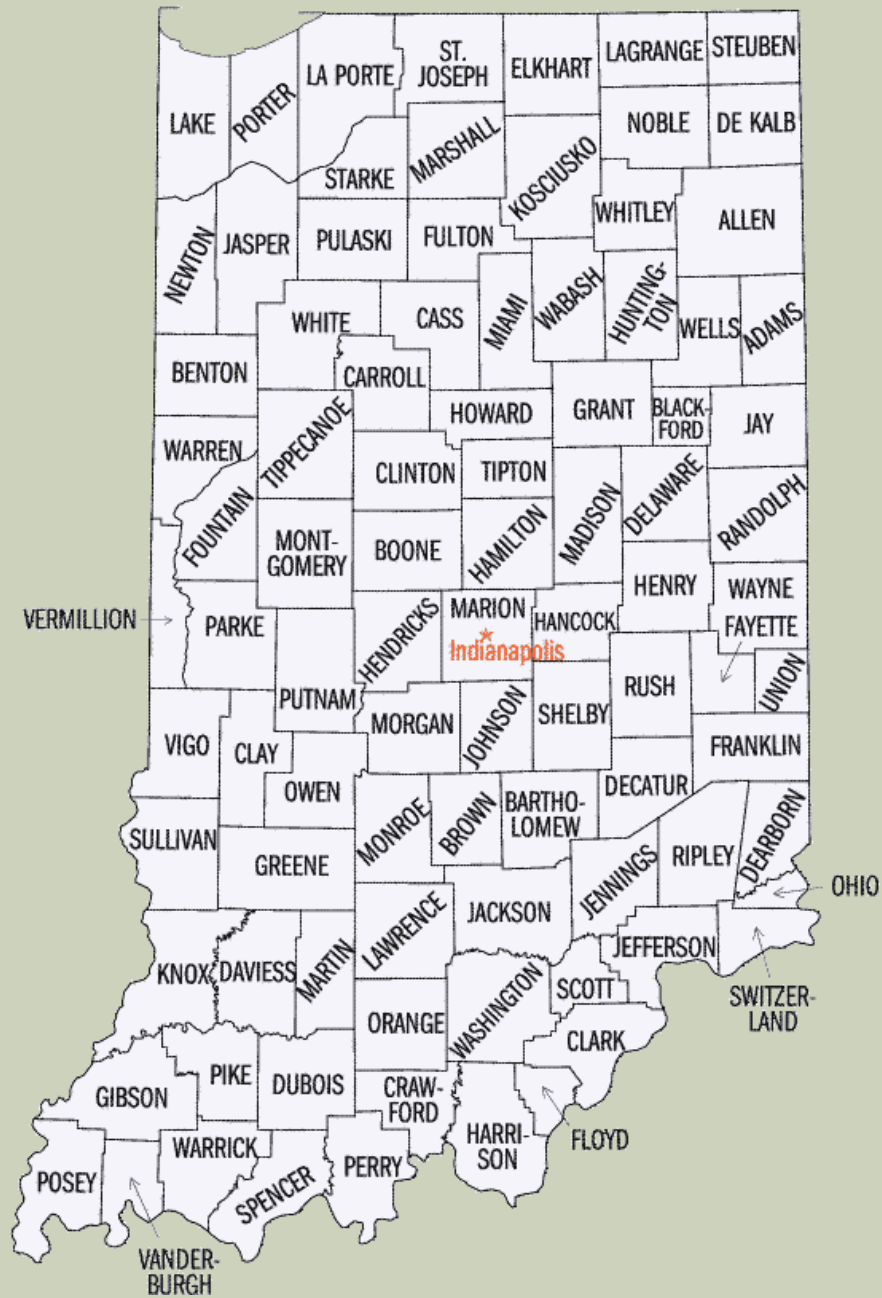 LAKE
PORTER
LA PORTE
ST.
JOSEPH
ELKHART
LAGRANGE
STEUBEN
NOBLE
DE KALB
STARKE
MARSHALL
KOSCIUSKO
WHITLEY
ALLEN
NEWTON
JASPER
PULASKI
FULTON
WHITE
CASS
MIAMI
WABASH
HUNTING-
TON
WELLS
ADAMS
BENTON
CARROLL
HOWARD
GRANT
BLACK-
FORD
JAY
WARREN
TIPPECANOE
CLINTON
TIPTON
MADISON
DELAWARE
RANDOLPH
FOUNTAIN
MONT-
GOMERY
BOONE
HAMILTON
HENRY
WAYNE
VERMILLION
PARKE
HENDRICKS
MARION
Indianapolis
HANCOCK
FAYETTE
UNION
PUTNAM
RUSH
VIGO
CLAY
MORGAN
JOHNSON
SHELBY
FRANKLIN
OWEN
DECATUR
SULLIVAN
GREENE
MONROE
BROWN
BARTHO-
LOMEW
JENNINGS
RIPLEY
DEARBORN
OHIO
KNOX
DAVIESS
MARTIN
LAWRENCE
JACKSON
JEFFERSON
SWITZER-
LAND
ORANGE
WASHINGTON
SCOTT
CLARK
GIBSON
PIKE
DUBOIS
CRAW-
FORD
HARRI-
SON
FLOYD
POSEY
VANDER-
BURGH
WARRICK
SPENCER
PERRY